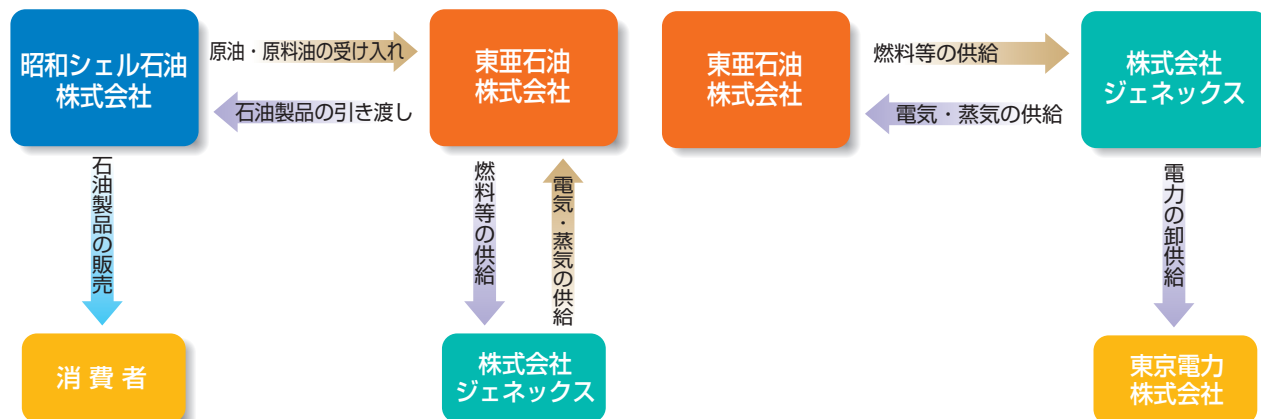 昭和シェル石油
株式会社
原油・原料油の受け入れ
石油製品の引き渡し
東亜石油
株式会社
石油製品の販売
燃料等の供給
電気・蒸気の供給
消費者
株式会社
ジェネックス
東亜石油
株式会社
燃料等の供給
電気・蒸気の供給
株式会社
ジェネックス
電力の卸供給
東京電力
株式会社